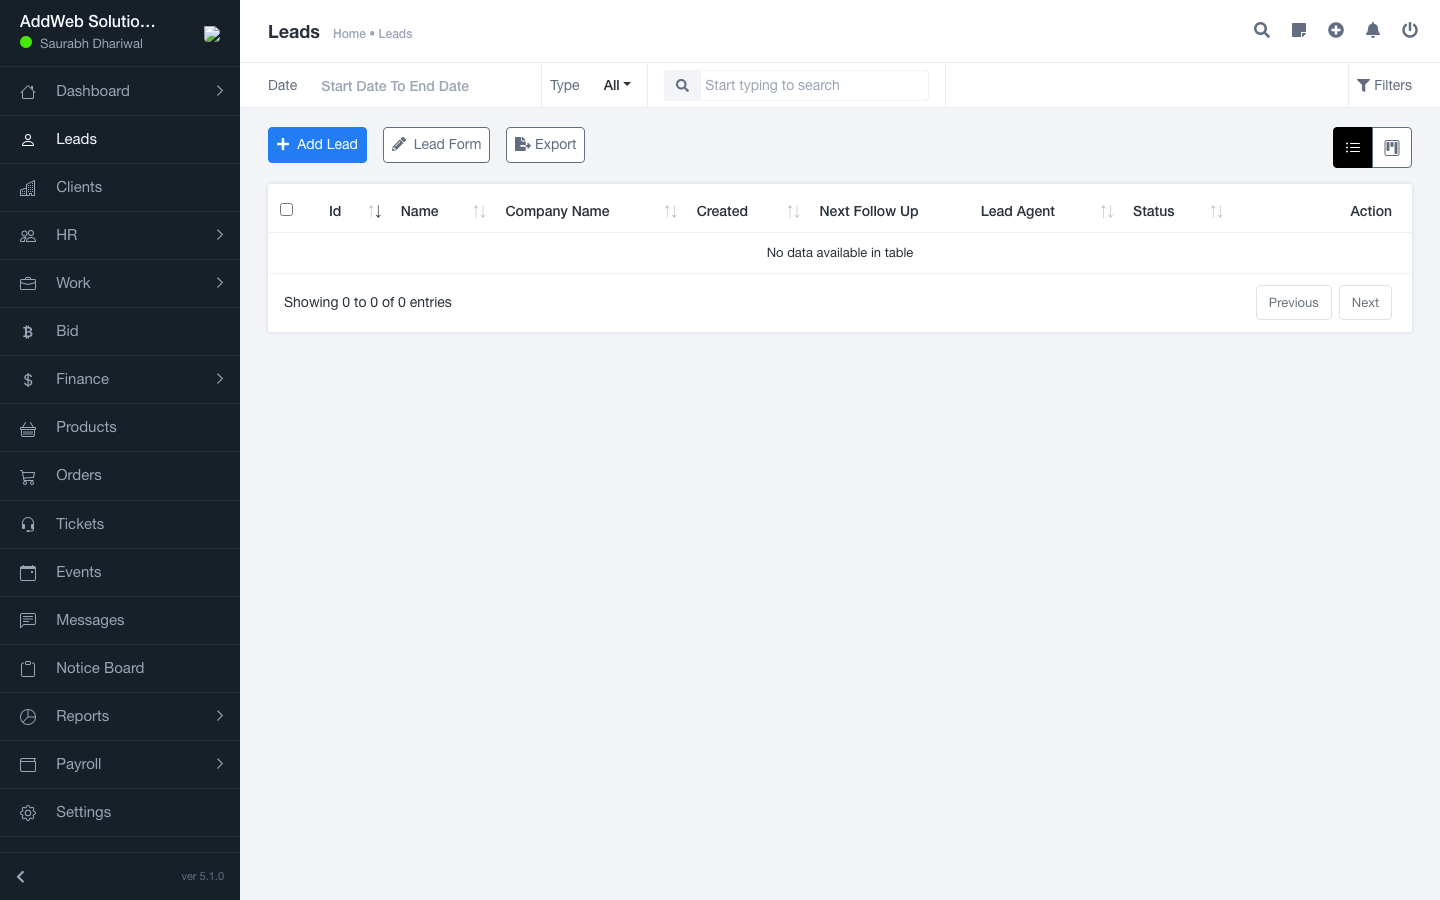 AddWeb Solutio...
Saurabh Dhariwal
Dashboard
Leads
Clients
HR
Work
Bid
Finance
Products
Orders
Tickets
Events
Messages
Notice Board
Reports
Payroll
Settings
ver 5.1.0
Leads Home • Leads
Date Start Date To End Date Type All Start typing to search Filters
Add Lead Lead Form Export
Id Name Company Name Created Next Follow Up Lead Agent Status Action
No data available in table
Showing 0 to 0 of 0 entries Previous Next